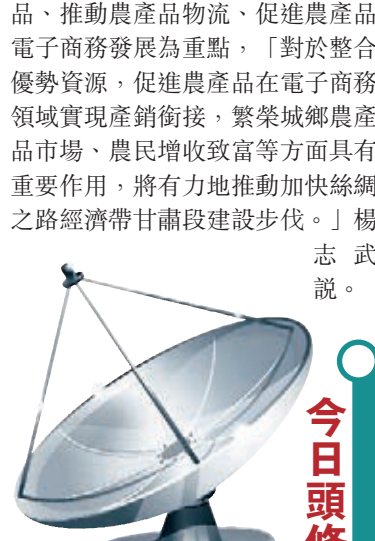 品、推動農產品物流、促進農產品
電子商務發展為重點，「對於整合
優勢資源，促進農產品在電子商務
領域實現產銷銜接，繁榮城鄉農產
品市場、農民增收致富等方面具有
重要作用，將有力地推動加快絲綢
之路經濟帶甘肅段建設步伐。」楊
志武
說。
今日頭條